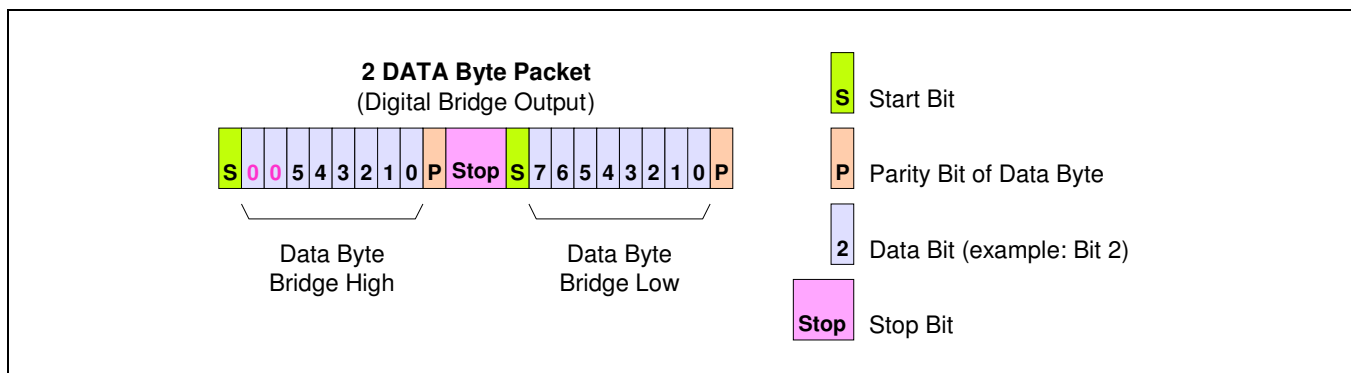 2 DATA Byte Packet
(Digital Bridge Output)
S 0 0 5 4 3 2 1 0 P Stop S 7 6 5 4 3 2 1 0 P
Data Byte
Bridge High
Data Byte
Bridge Low
S Start Bit
P Parity Bit of Data Byte
2 Data Bit (example: Bit 2)
Stop Stop Bit